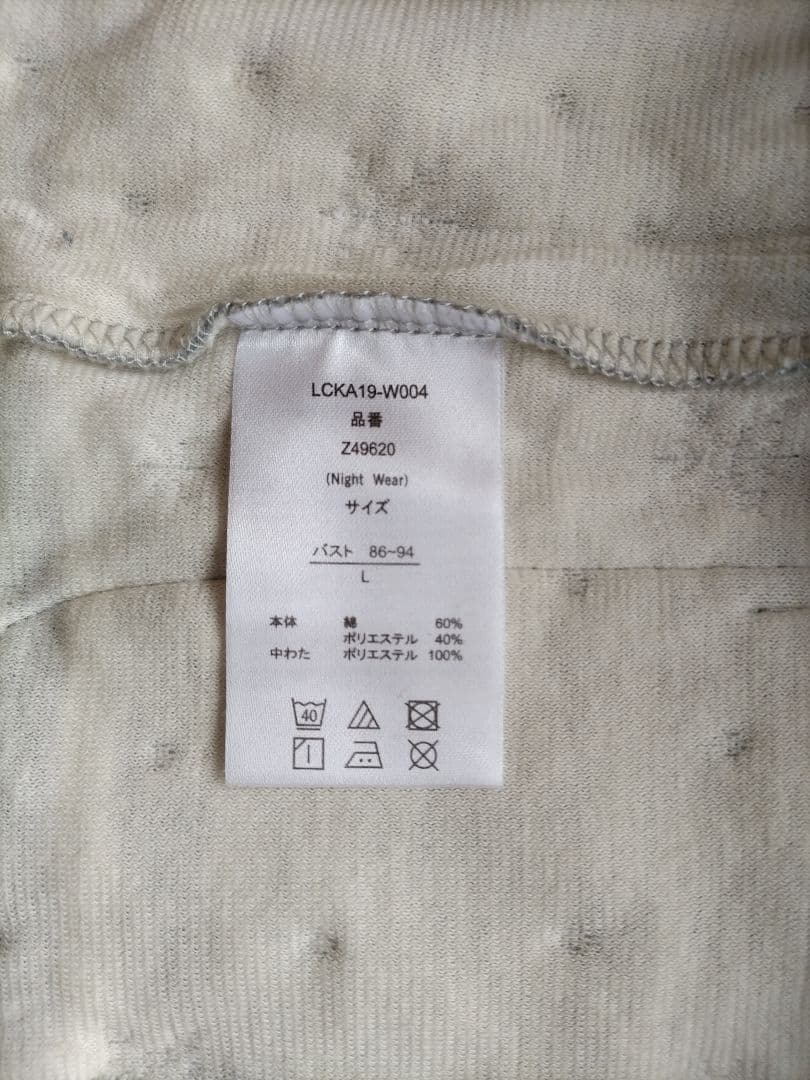 LCKA19-W004
品番
Z49620
(Night Wear)
サイズ
バスト 86~94
L
本体 綿 60%
ポリエステル 40%
中わた ポリエステル 100%
40